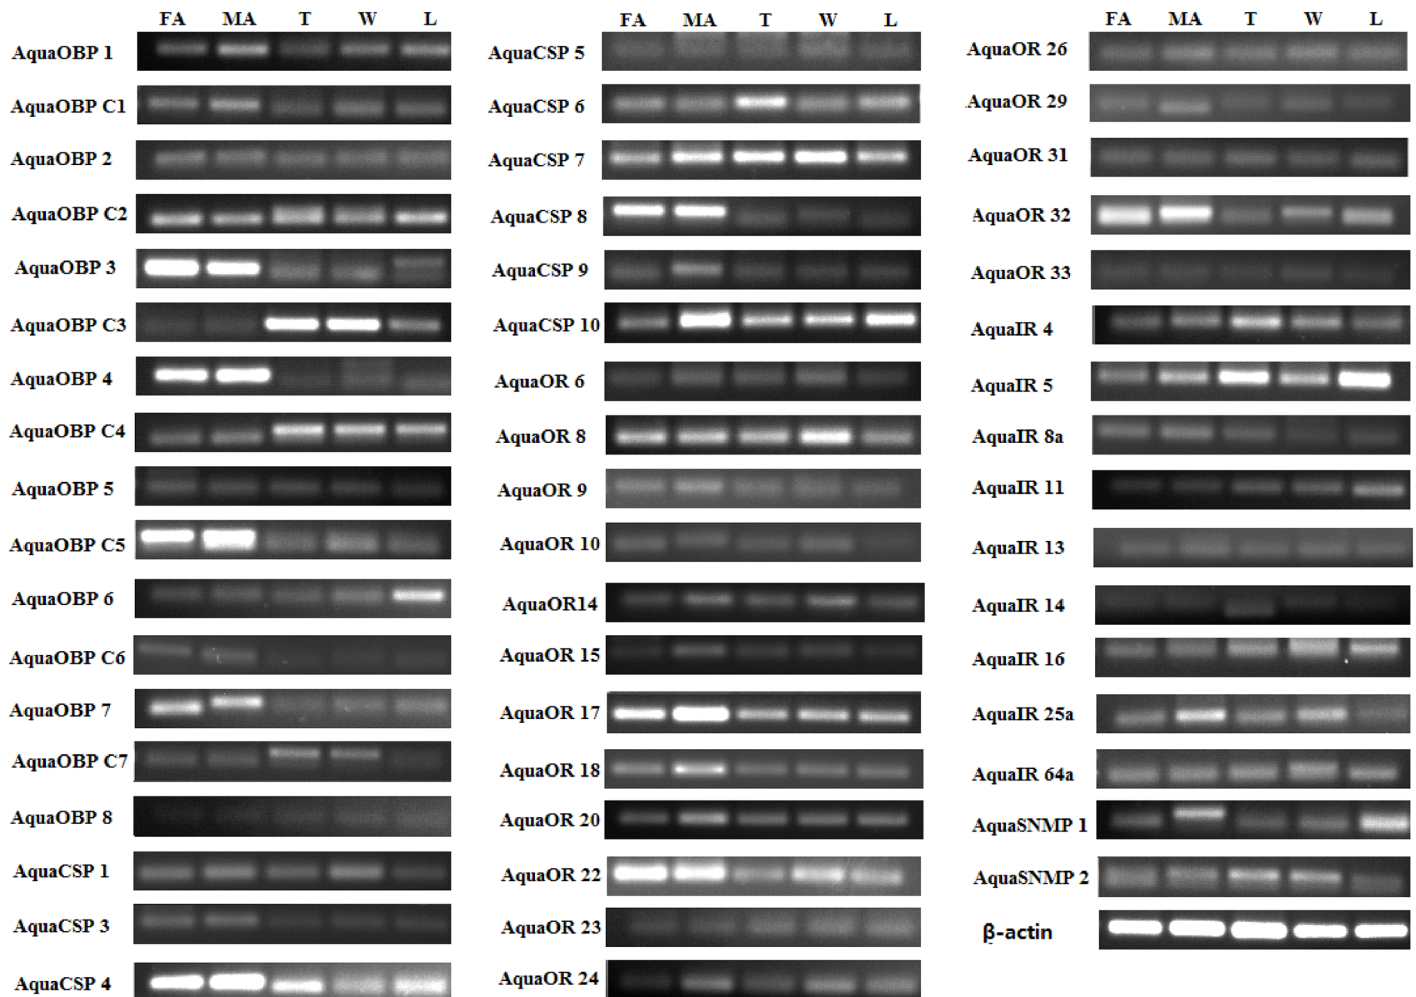 FA MA T W L
AquaOBP 1
AquaOBP C1
AquaOBP 2
AquaOBP C2
AquaOBP 3
AquaOBP C3
AquaOBP 4
AquaOBP C4
AquaOBP 5
AquaOBP C5
AquaOBP 6
AquaOBP C6
AquaOBP 7
AquaOBP C7
AquaOBP 8
AquaCSP 1
AquaCSP 3
AquaCSP 4
FA MA T W L
AquaCSP 5
AquaCSP 6
AquaCSP 7
AquaCSP 8
AquaCSP 9
AquaCSP 10
AquaOR 6
AquaOR 8
AquaOR 9
AquaOR 10
AquaOR14
AquaOR 15
AquaOR 17
AquaOR 18
AquaOR 20
AquaOR 22
AquaOR 23
AquaOR 24
FA MA T W L
AquaOR 26
AquaOR 29
AquaOR 31
AquaOR 32
AquaOR 33
AquaIR 4
AquaIR 5
AquaIR 8a
AquaIR 11
AquaIR 13
AquaIR 14
AquaIR 16
AquaIR 25a
AquaIR 64a
AquaSNMP 1
AquaSNMP 2
β-actin